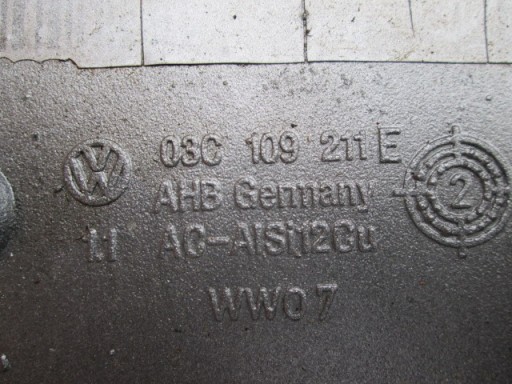 03C 109 211 E
AHB Germany
2
11 AC-AlSi12Cu
WW07